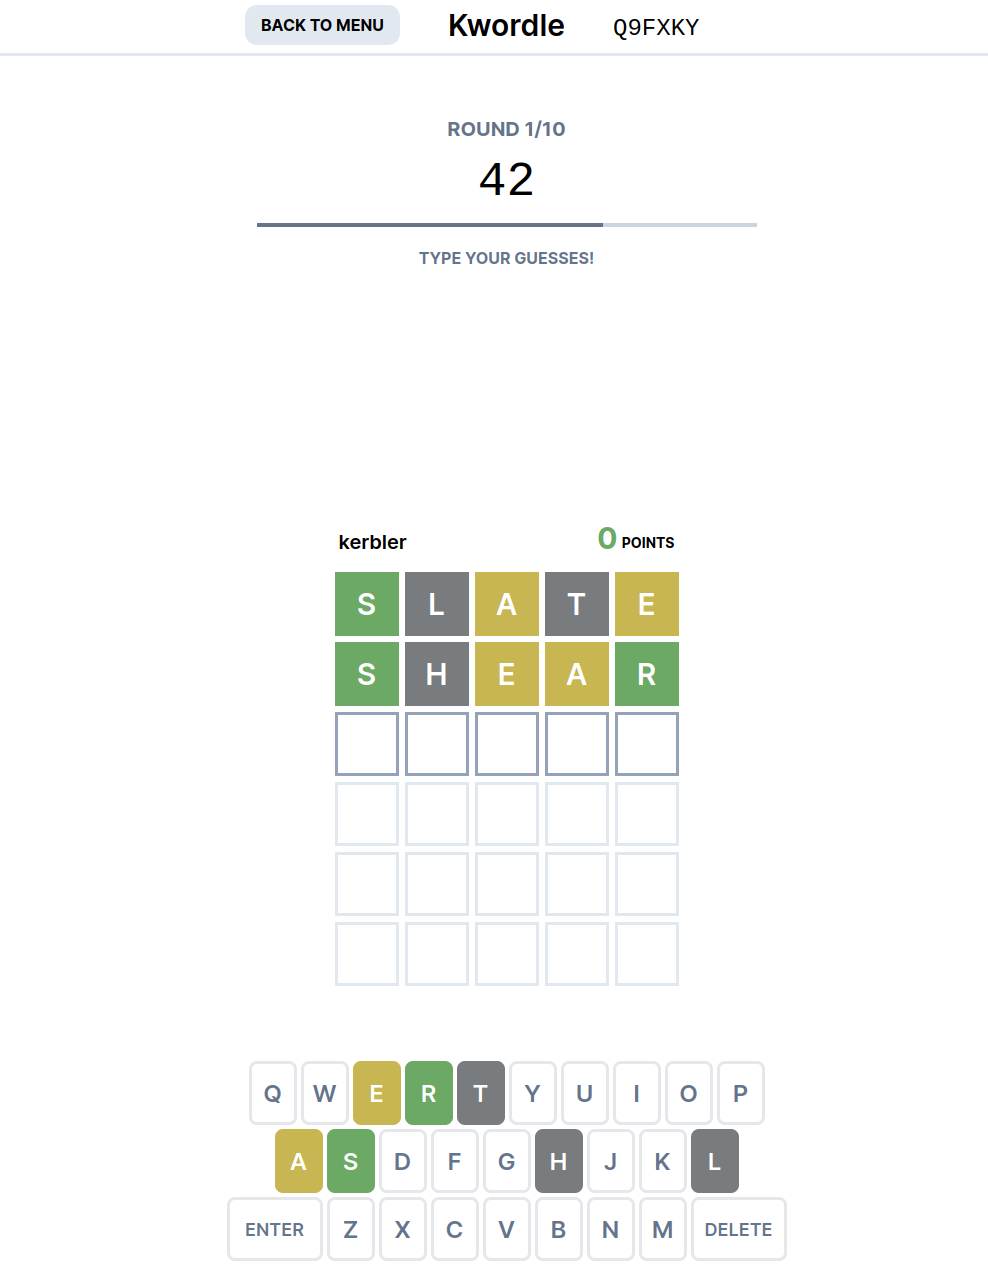 BACK TO MENU Kwordle Q9FXKY
ROUND 1/10
42
TYPE YOUR GUESSES!
kerbler 0 POINTS
S L A T E
S H E A R
Q W E R T Y U I O P
A S D F G H J K L
ENTER Z X C V B N M DELETE